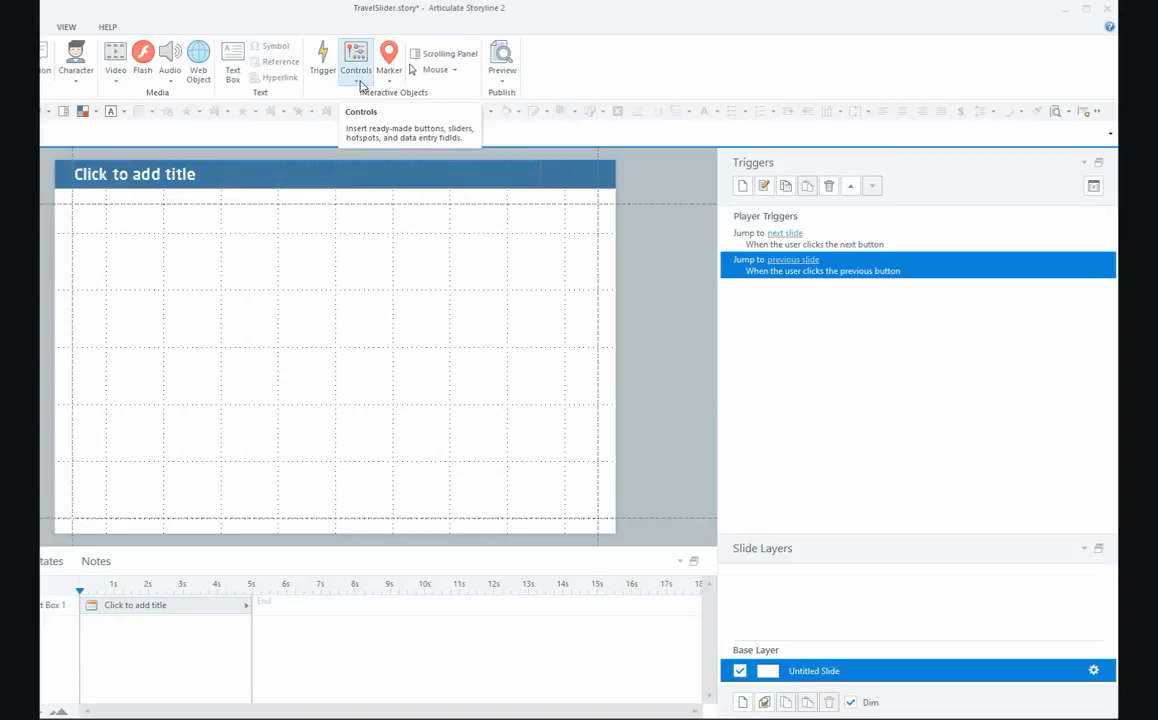 TravelSlider.story* - Articulate Storyline 2
VIEW HELP
Character
Video Flash Audio Web Object
Media
Text Box
Symbol
Reference
Hyperlink
Text
Trigger Controls Marker
Scrolling Panel
Mouse
Interactive Objects
Preview
Publish
Controls
Insert ready-made buttons, sliders,
hotspots, and data entry fields.
Click to add title
Triggers
Player Triggers
Jump to next slide
When the user clicks the next button
Jump to previous slide
When the user clicks the previous button
Slide Layers
Base Layer
Untitled Slide
Dim
Notes
1s 2s 3s 4s 5s 6s 7s 8s 9s 10s 11s 12s 13s 14s 15s 16s 17s
Box 1 Click to add title End